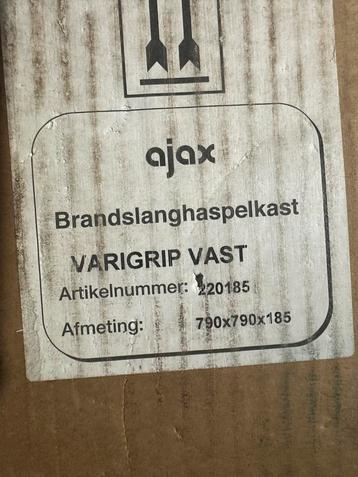 ajax
Brandslanghaspelkast
VARIGRIP VAST
Artikelnummer: 220185
Afmeting: 790x790x185